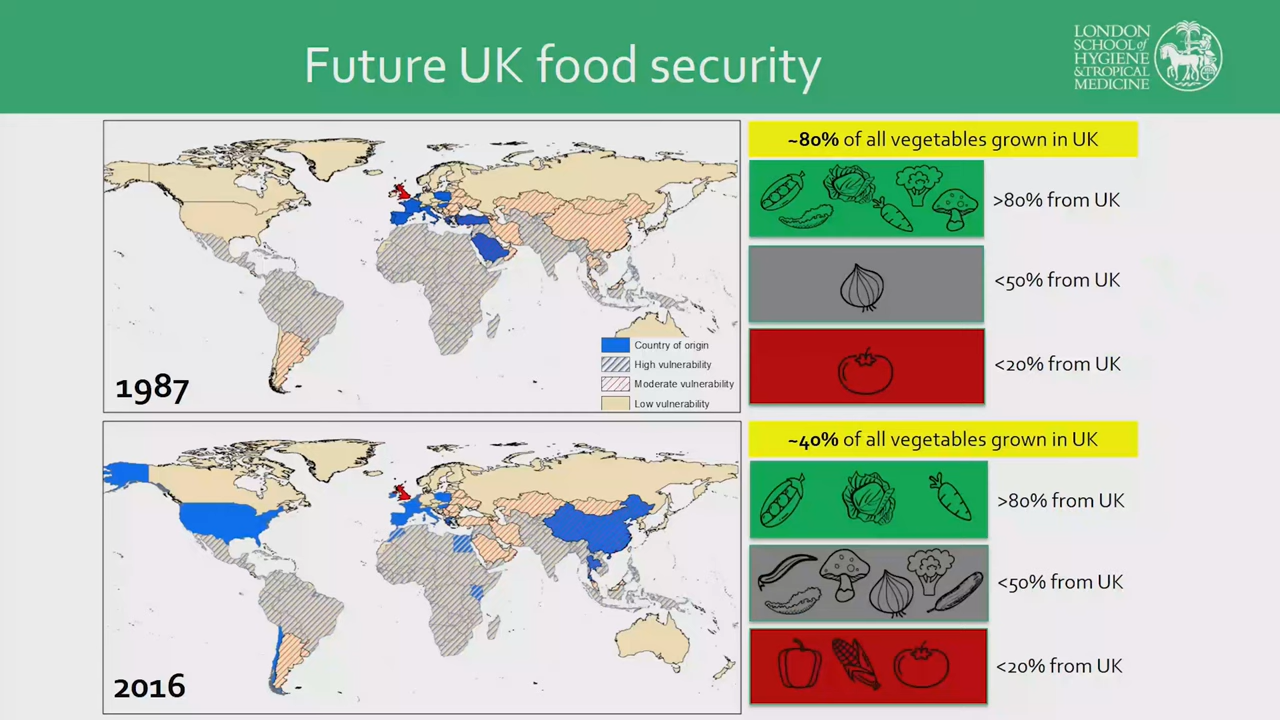 Future UK food security
LONDON
SCHOOL of
HYGIENE
& TROPICAL
MEDICINE
1987
Country of origin
High vulnerability
Moderate vulnerability
Low vulnerability
~80% of all vegetables grown in UK
>80% from UK
<50% from UK
<20% from UK
2016
~40% of all vegetables grown in UK
>80% from UK
<50% from UK
<20% from UK